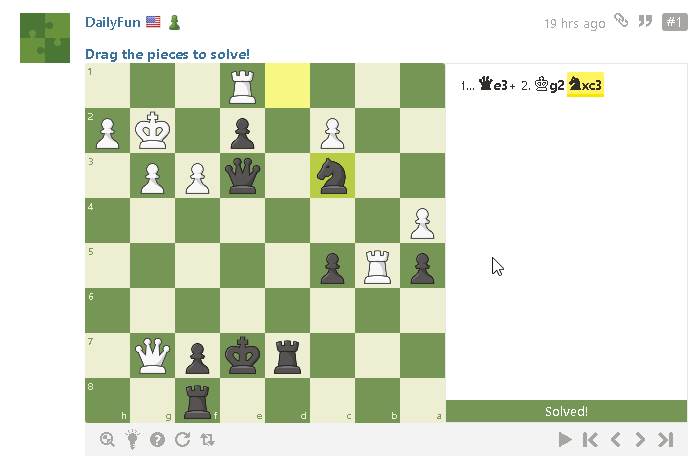 DailyFun
19 hrs ago
#1
Drag the pieces to solve!
1... e3+ 2. g2 xc3
1
2
3
4
5
6
7
8
h g f e d c b a
Solved!